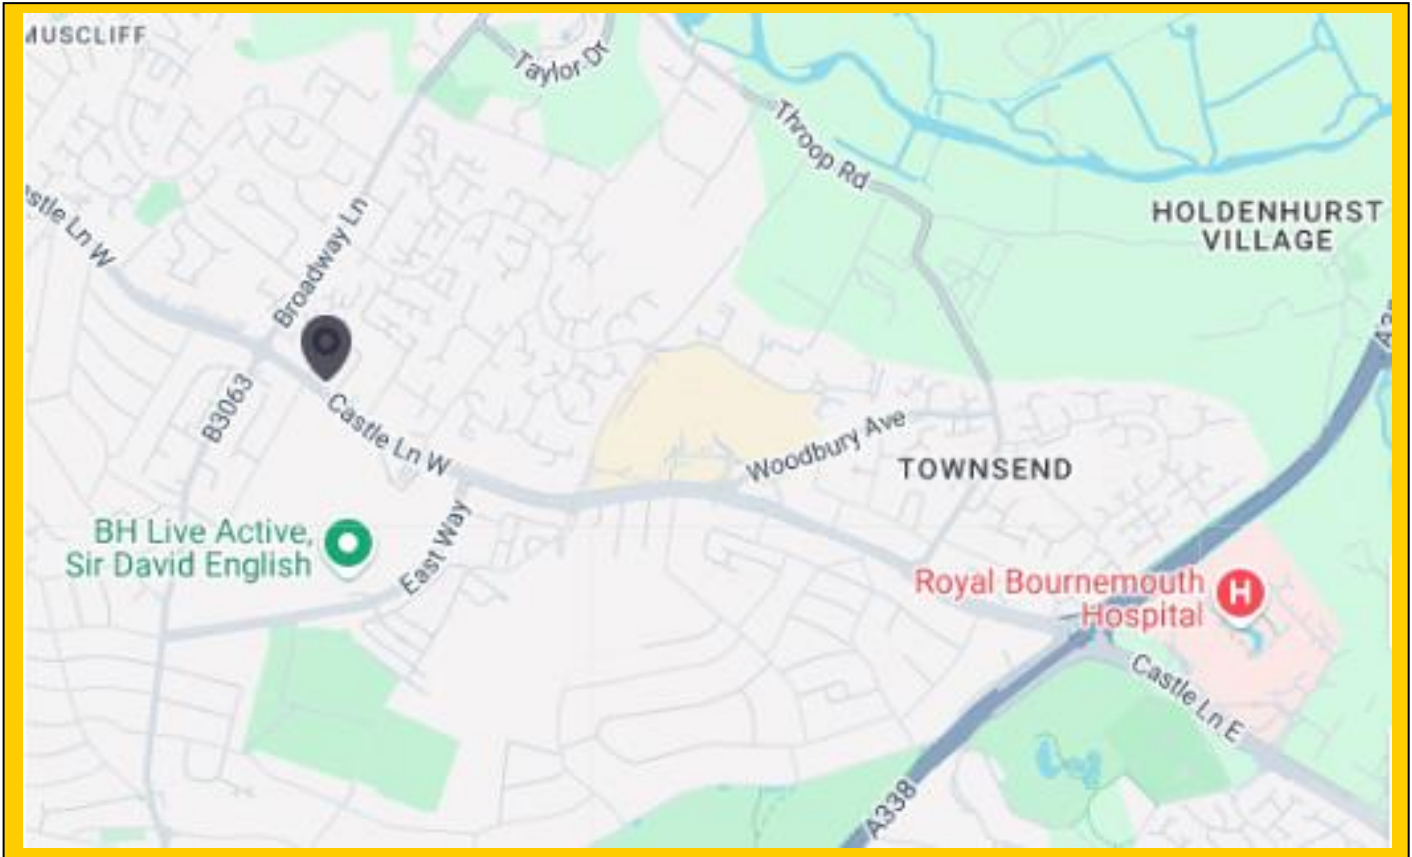 MUSCLIFF
Taylor Dr
Throop Rd
HOLDENHURST
VILLAGE
Castle Ln W
Broadway Ln
B3063
Castle Ln W
Woodbury Ave
TOWNSEND
BH Live Active,
Sir David English
East Way
Royal Bournemouth
Hospital
H
Castle Ln E
A338